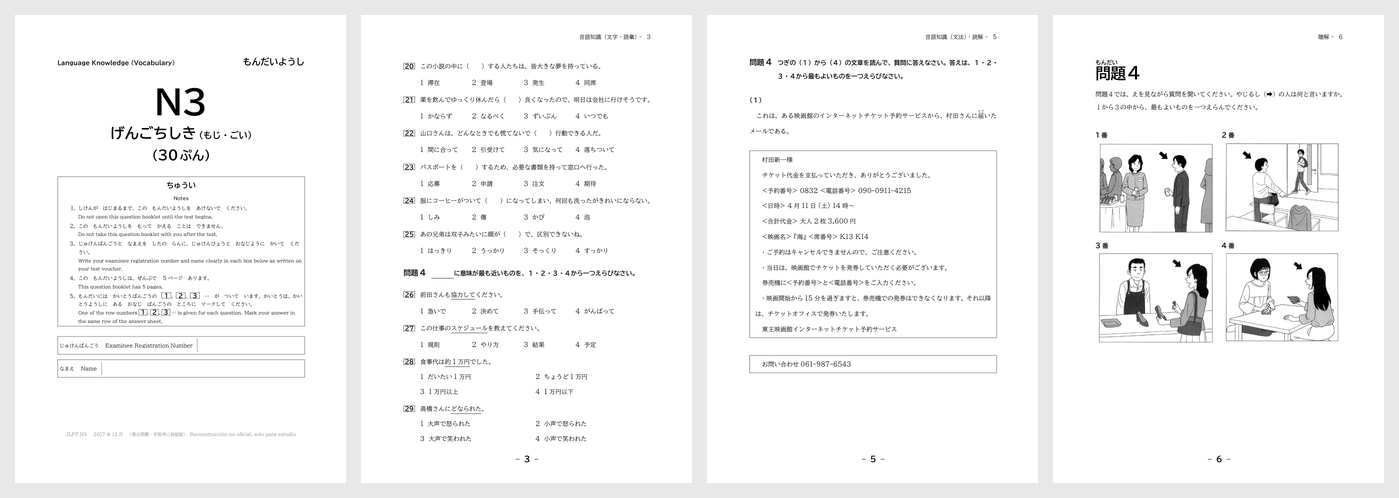 Language Knowledge (Vocabulary) もんだいようし
N3
げんごちしき (もじ・ごい)
(30ぷん)
ちゅうい
Notes
1. しけんが はじまるまで、この もんだいようしを あけないで ください。
Do not open this question booklet until the test begins.
2. この もんだいようしを もって かえる ことは できません。
Do not take this question booklet with you after the test.
3. じゅけんばんごうと なまえを したの らんに、じゅけんひょうと おなじように かいて くだ
さい。
Write your examinee registration number and name clearly in each box below as written on
your test voucher.
4. この もんだいようしは、ぜんぶで 5ページ あります。
This question booklet has 5 pages.
5. もんだいには かいとうばんごうの 1、2、3 … が ついて います。かいとうは、かい
とうようしに ある おなじ ばんごうの ところに マークして ください。
One of the row numbers 1, 2, 3 … is given for each question. Mark your answer in
the same row of the answer sheet.
じゅけんばんごう Examinee Registration Number
なまえ Name
言語知識(文字・語彙)- 3
20 この小説の中に( )する人たちは、皆大きな夢を持っている。
1 滞在 2 登場 3 発生 4 同席
21 薬を飲んでゆっくり休んだら( )良くなったので、明日は会社に行けそうです。
1 かならず 2 なるべく 3 ずいぶん 4 いつでも
22 山口さんは、どんなときでも慌てないで( )行動できる人だ。
1 間に合って 2 引受けて 3 気になって 4 落ちついて
23 パスポートを( )するため、必要な書類を持って窓口へ行った。
1 応募 2 申請 3 注文 4 期待
24 服にコーヒーがついて( )になってしまい、何回も洗ったがきれいにならない。
1 しみ 2 傷 3 かび 4 泡
25 あの兄弟は双子みたいに顔が( )で、区別できないね。
1 はっきり 2 うっかり 3 そっくり 4 すっかり
問題4 ____に意味が最も近いものを、1・2・3・4から一つえらびなさい。
26 前田さんも協力してください。
1 急いで 2 決めて 3 手伝って 4 がんばって
27 この仕事のスケジュールを教えてください。
1 規則 2 やり方 3 結果 4 予定
28 食事代は約1万円でした。
1 だいたい1万円 2 ちょうど1万円
3 1万円以上 4 1万円以下
29 高橋さんにどなられた。
1 大声で怒られた 2 小声で怒られた
3 大声で笑われた 4 小声で笑われた
- 3 -
言語知識(文法)・読解 - 5
問題4 つぎの(1)から(4)の文章を読んで、質問に答えなさい。答えは、1・2・
3・4から最もよいものを一つえらびなさい。
(1)
これは、ある映画館のインターネットチケット予約サービスから、村田さんに届いた
メールである。
村田新一様
チケット代金を支払っていただき、ありがとうございました。
<予約番号> 0832 <電話番号> 090-0911-4215
<日時> 4月11日(土) 14時〜
<合計代金> 大人2枚 3,600円
<映画名>『海』<席番号> K13 K14
・ご予約はキャンセルできませんので、ご注意ください。
・当日は、映画館でチケットを発券していただく必要がございます。
券売機に<予約番号>と<電話番号>をご入力ください。
・映画開始から15分を過ぎますと、券売機での発券はできなくなります。それ以降
は、チケットオフィスで発券いたします。
東王映画館インターネットチケット予約サービス
お問い合わせ 061-987-6543
- 5 -
聴解 - 6
もんだい
問題4
問題4では、えを見ながら質問を聞いてください。やじるし(➡)の人は何と言いますか。
1から3の中から、最もよいものを一つえらんでください。
1番 2番
3番 4番
- 6 -